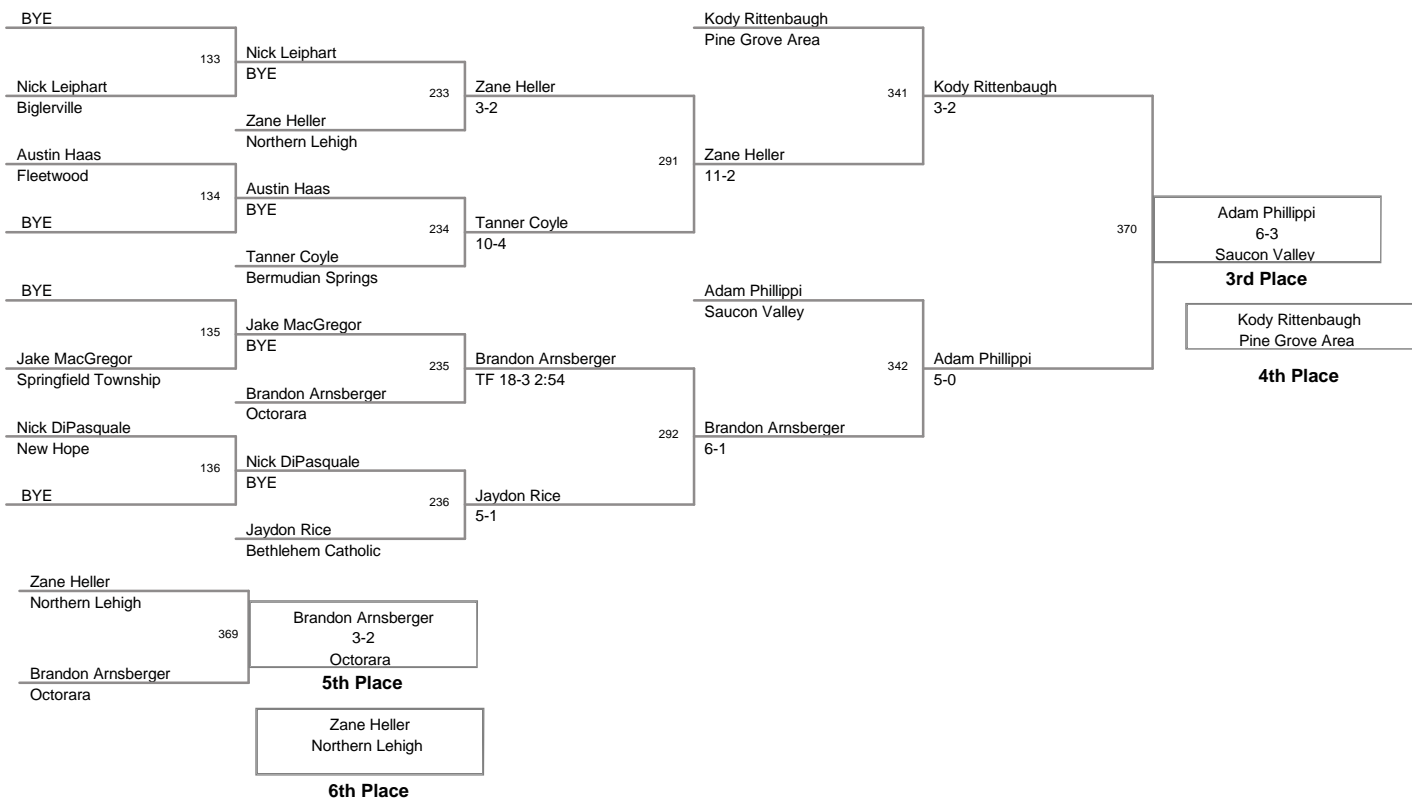 BYE
133
Nick Leiphart
Biglerville
Nick Leiphart
BYE
233
Zane Heller
Northern Lehigh
Zane Heller
3-2
Austin Haas
Fleetwood
134
BYE
Austin Haas
BYE
234
Tanner Coyle
Bermudian Springs
Tanner Coyle
10-4
291
Kody Rittenbaugh
Pine Grove Area
341
Zane Heller
11-2
Kody Rittenbaugh
3-2
BYE
135
Jake MacGregor
Springfield Township
Jake MacGregor
BYE
235
Brandon Arnsberger
Octorara
Brandon Arnsberger
TF 18-3 2:54
Nick DiPasquale
New Hope
136
BYE
Nick DiPasquale
BYE
236
Jaydon Rice
Bethlehem Catholic
Jaydon Rice
5-1
292
Adam Phillippi
Saucon Valley
342
Brandon Arnsberger
6-1
Adam Phillippi
5-0
370
Adam Phillippi
6-3
Saucon Valley
3rd Place
Kody Rittenbaugh
Pine Grove Area
4th Place
Zane Heller
Northern Lehigh
369
Brandon Arnsberger
Octorara
Brandon Arnsberger
3-2
Octorara
5th Place
Zane Heller
Northern Lehigh
6th Place